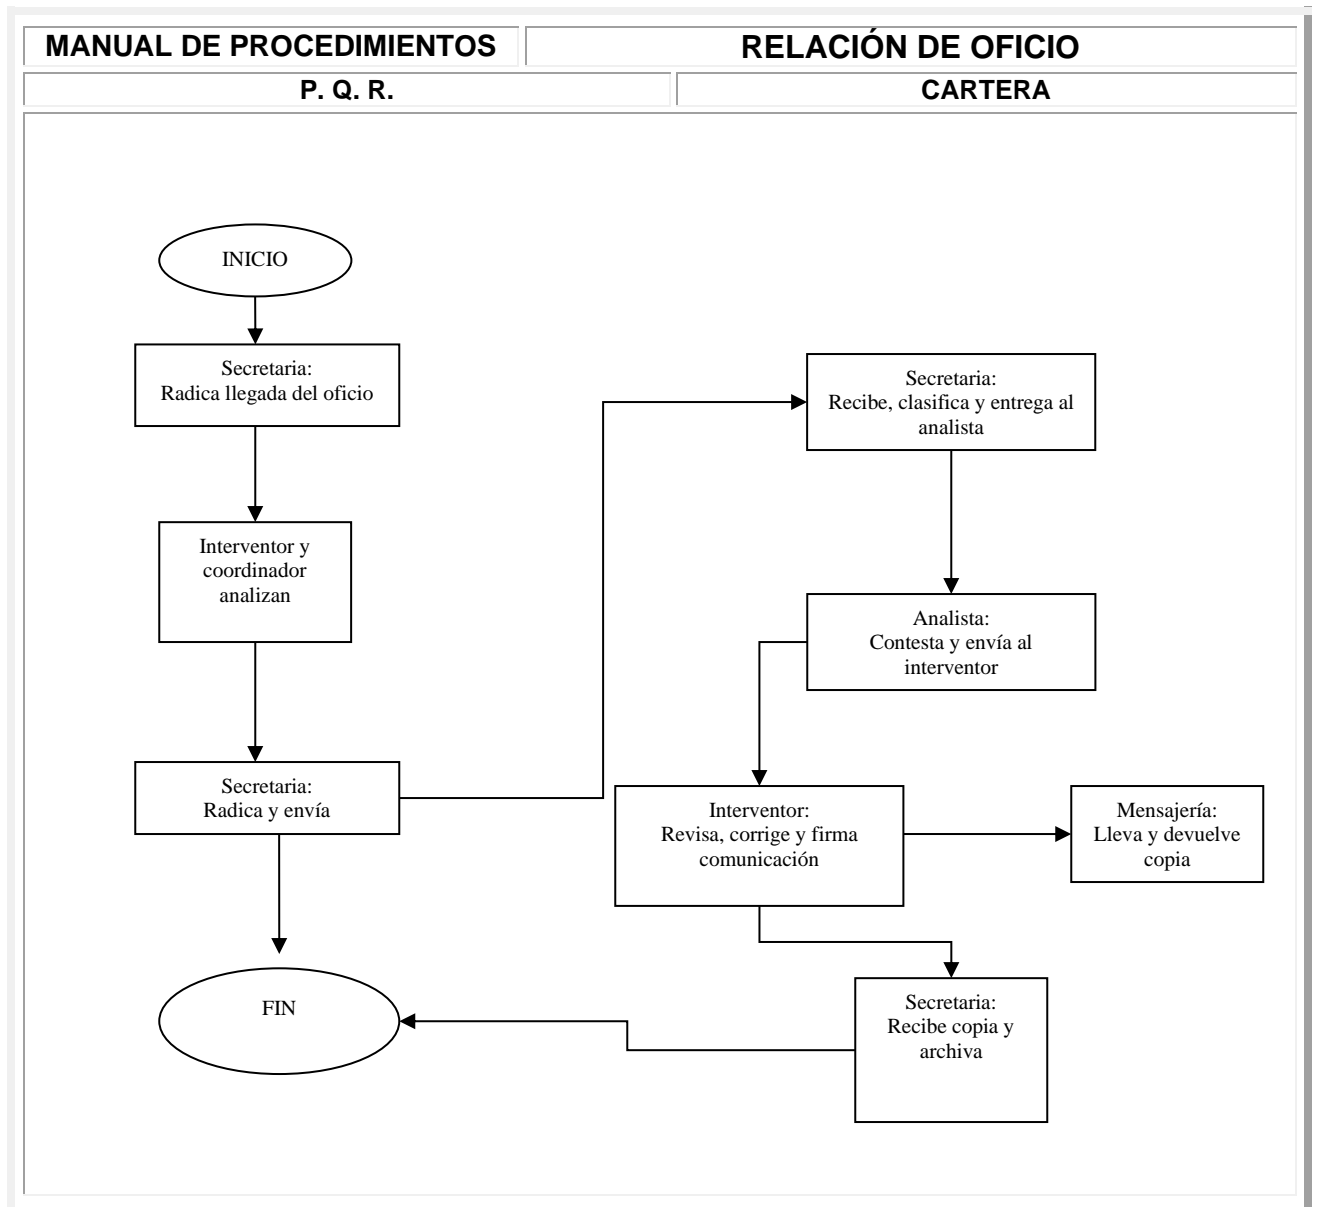 MANUAL DE PROCEDIMIENTOS
RELACIÓN DE OFICIO
P. Q. R.
CARTERA
INICIO
Secretaria:
Radica llegada del oficio
Interventor y
coordinador
analizan
Secretaria:
Radica y envía
FIN
Secretaria:
Recibe, clasifica y entrega al
analista
Analista:
Contesta y envía al
interventor
Interventor:
Revisa, corrige y firma
comunicación
Mensajería:
Lleva y devuelve
copia
Secretaria:
Recibe copia y
archiva